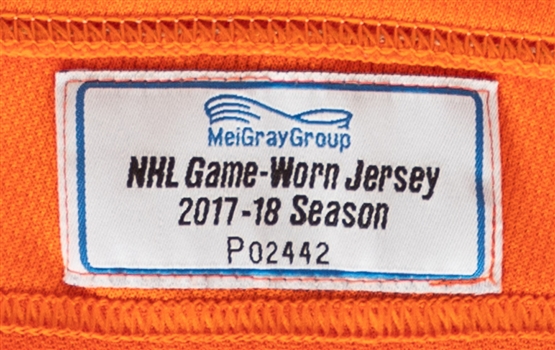 MeiGrayGroup
NHL Game-Worn Jersey
2017-18 Season
P02442